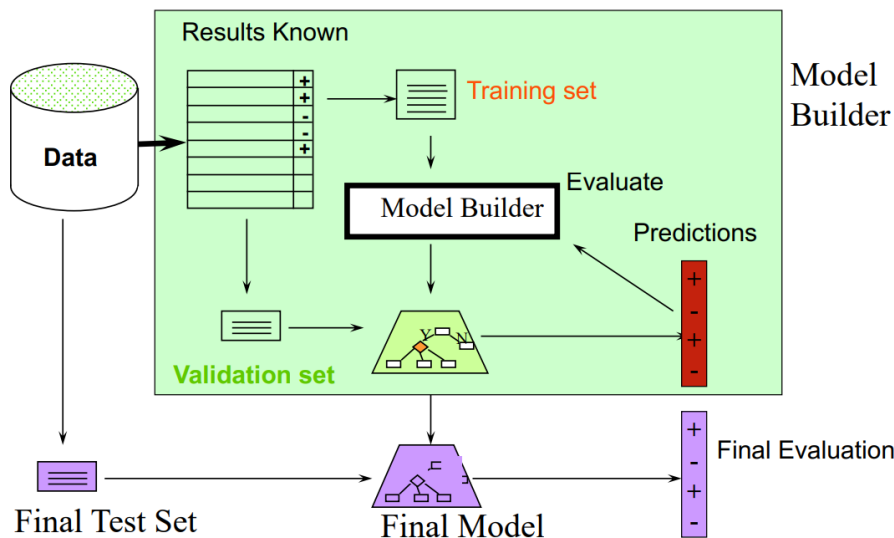 Results Known
Model
Builder
+
+
-
-
+
Training set
Data
Evaluate
Model Builder
Predictions
+
-
+
-
Y
N
Validation set
+
-
+
-
Final Evaluation
Final Test Set
Final Model